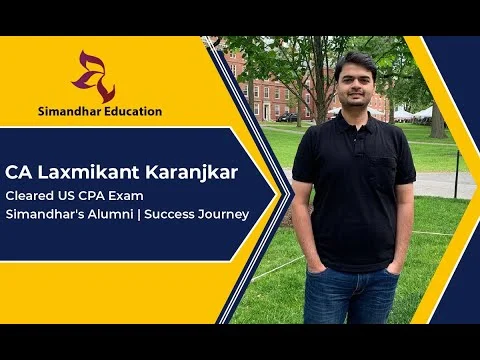 Simandhar Education
CA Laxmikant Karanjkar
Cleared US CPA Exam
Simandhar's Alumni | Success Journey